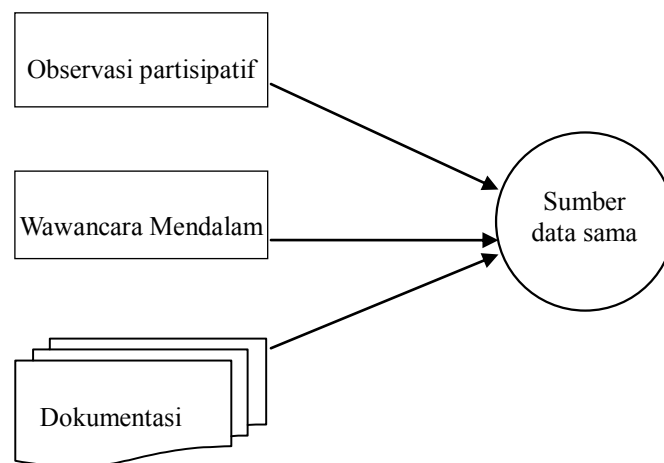 Observasi partisipatif
Wawancara Mendalam
Dokumentasi
Sumber
data sama